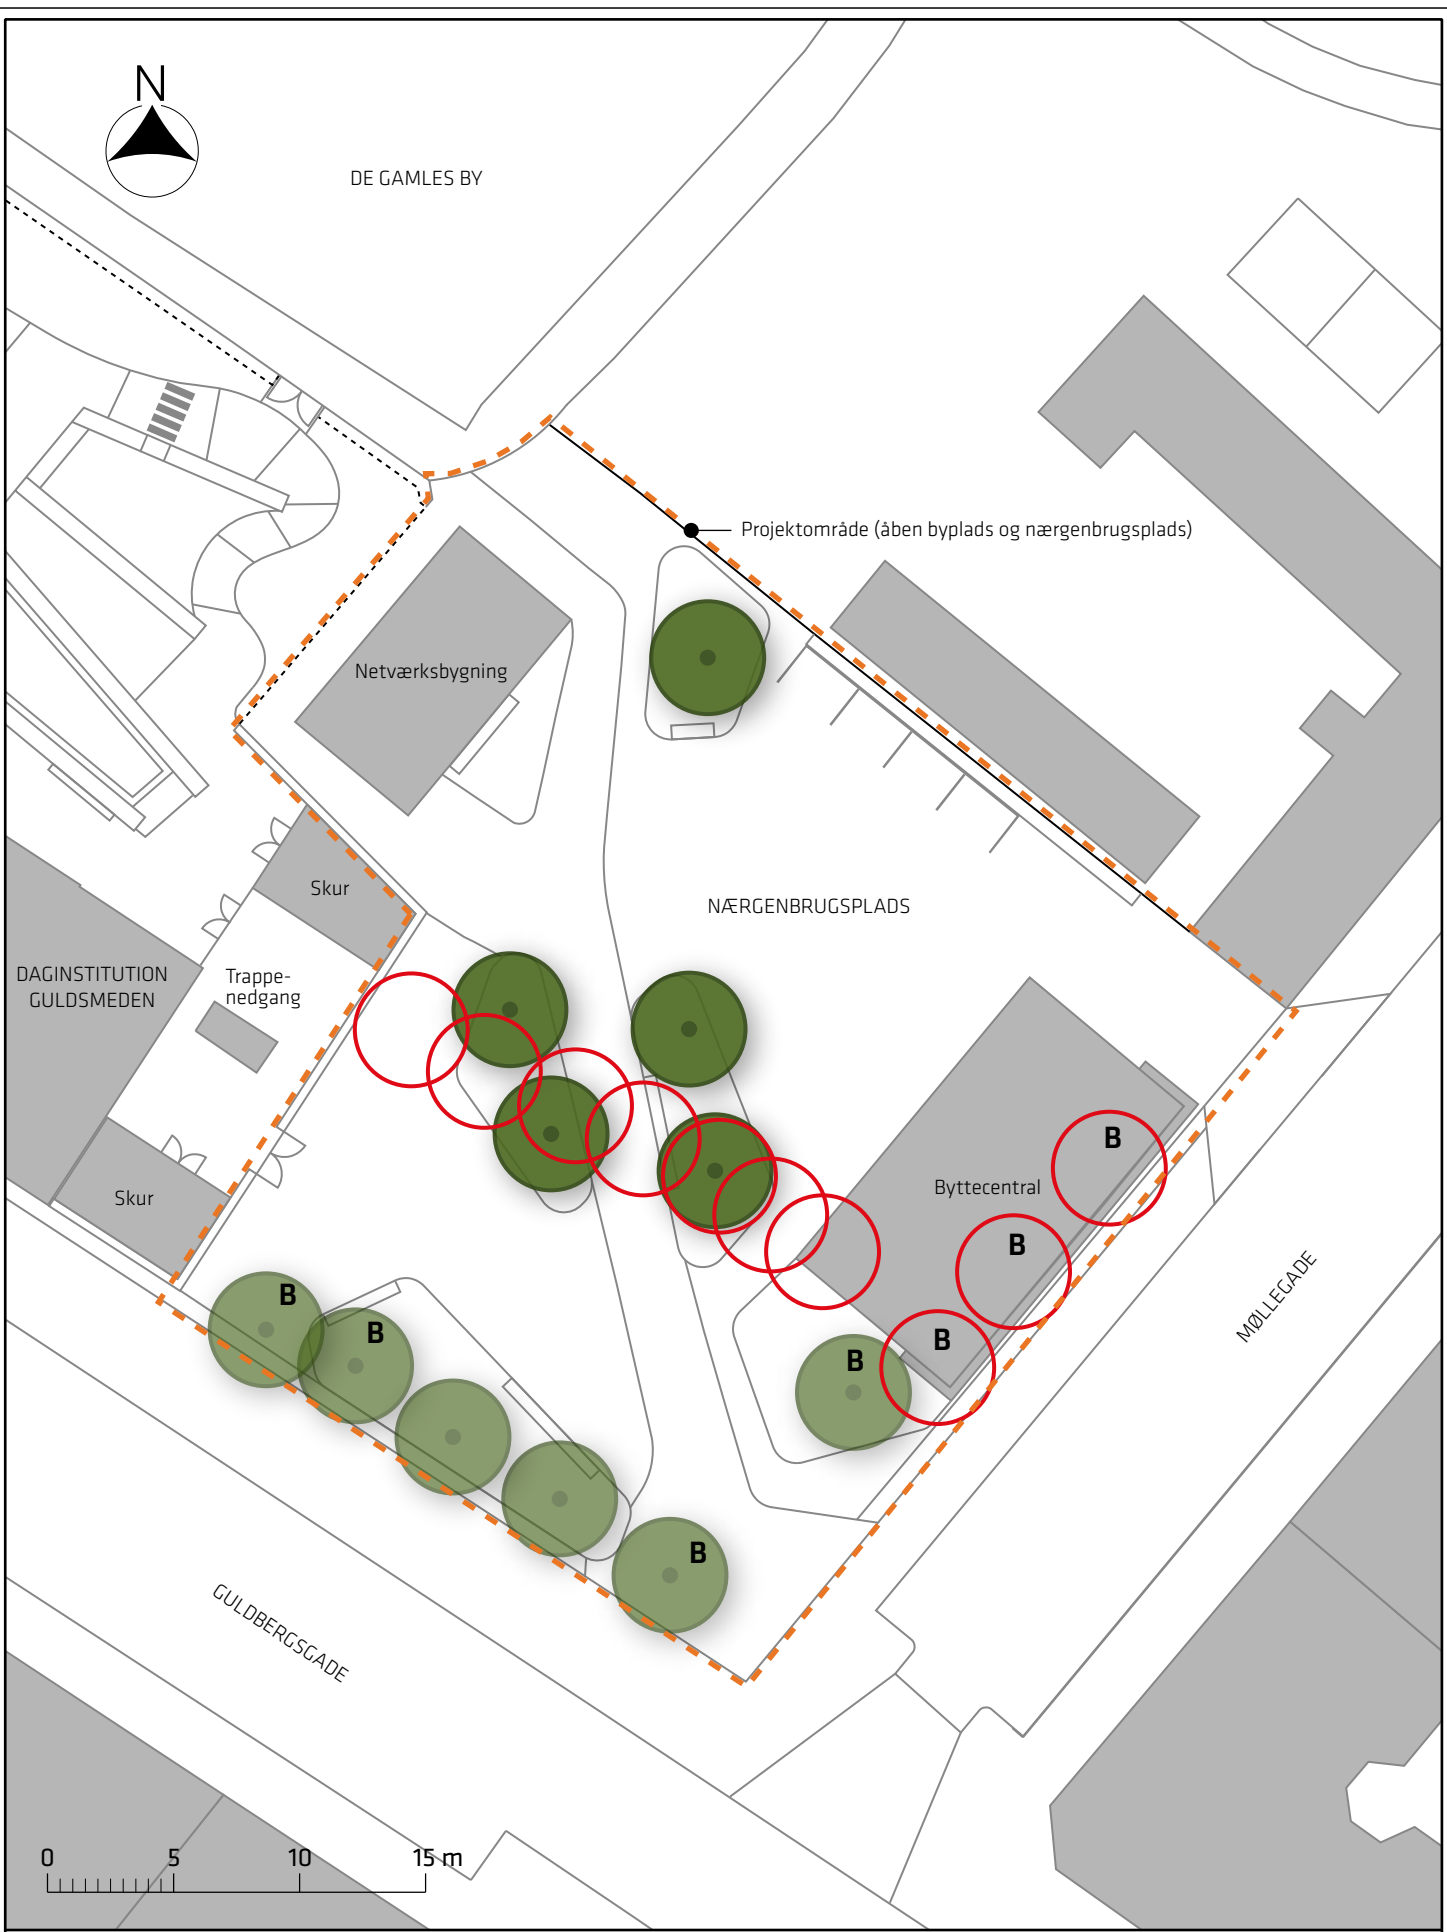 N
DE GAMLES BY
Projektområde (åben byplads og nærgenbrugsplads)
Netværksbygning
Skur
NÆRGENBRUGSPLADS
DAGINSTITUTION
GULDSMEDEN
Trappe-
nedgang
B
Byttecentral
Skur
B
B
B
B
B
B
MØLLEGADE
B
GULDBERGSGADE
0 5 10 15 m